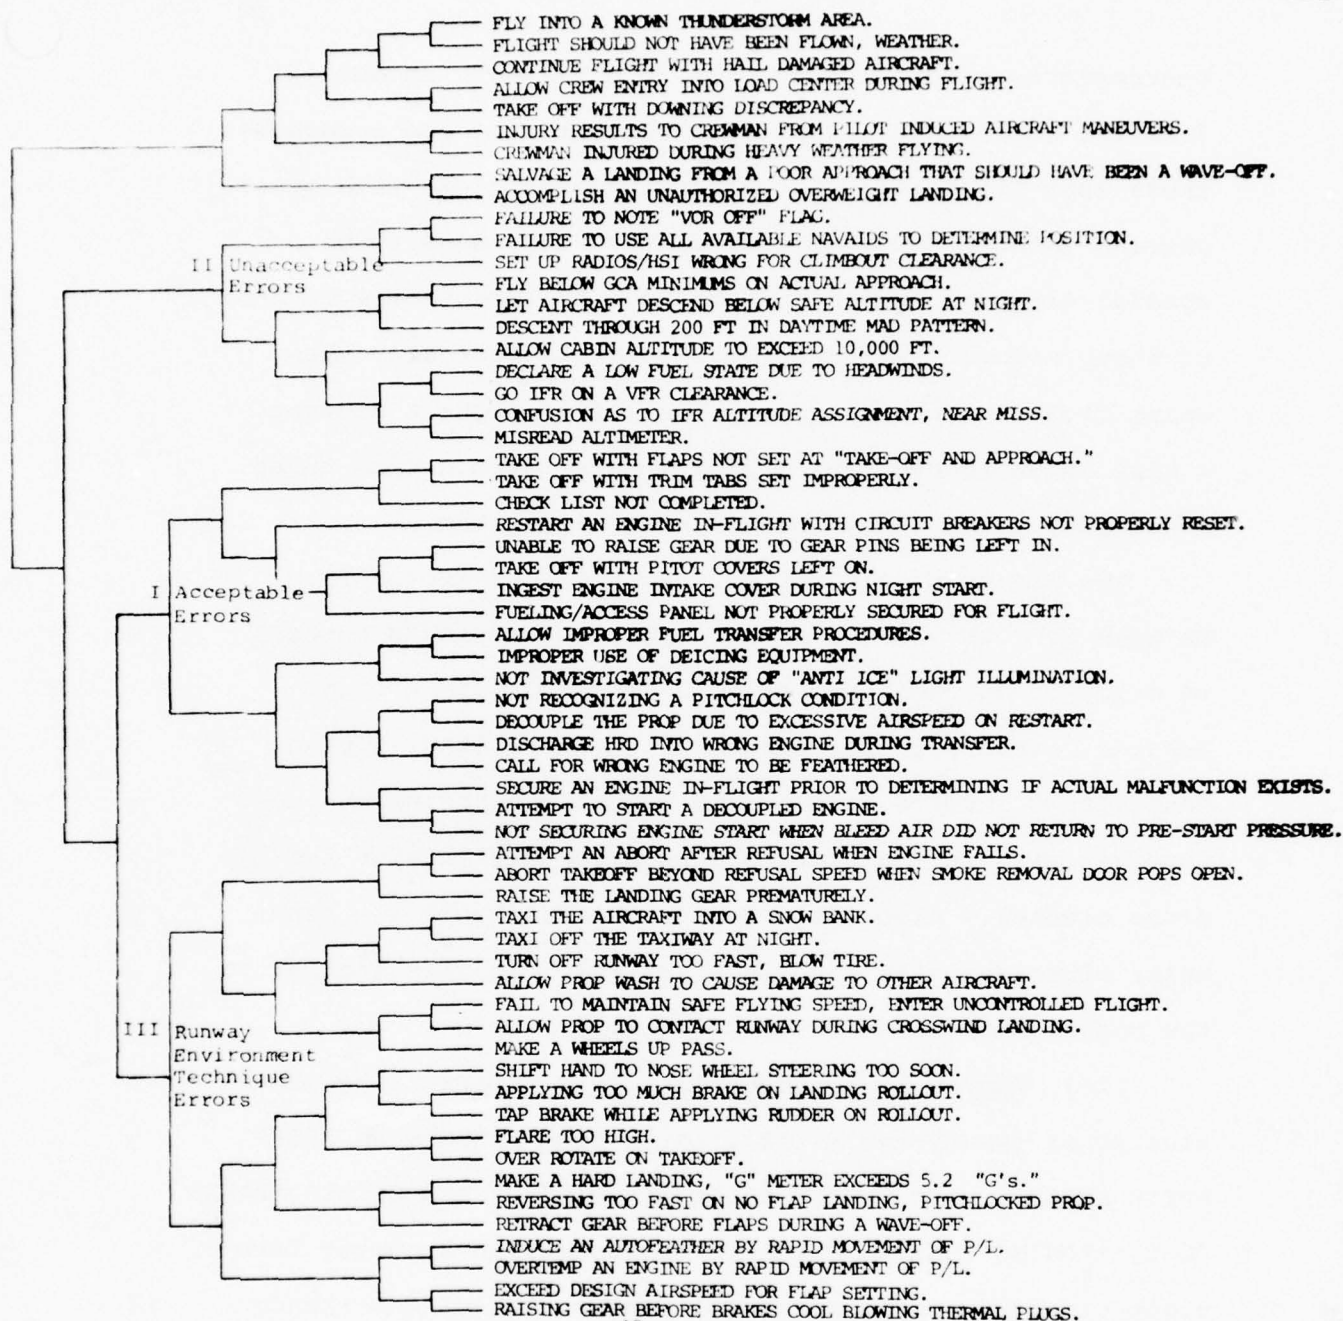 FLY INTO A KNOWN THUNDERSTORM AREA.
FLIGHT SHOULD NOT HAVE BEEN FLOWN, WEATHER.
CONTINUE FLIGHT WITH HAIL DAMAGED AIRCRAFT.
ALLOW CREW ENTRY INTO LOAD CENTER DURING FLIGHT.
TAKE OFF WITH DOWNING DISCREPANCY.
INJURY RESULTS TO CREWMAN FROM PILOT INDUCED AIRCRAFT MANEUVERS.
CREWMAN INJURED DURING HEAVY WEATHER FLYING.
SALVAGE A LANDING FROM A POOR APPROACH THAT SHOULD HAVE BEEN A WAVE-OFF.
ACCOMPLISH AN UNAUTHORIZED OVERWEIGHT LANDING.
FAILURE TO NOTE "VOR OFF" FLAG.
FAILURE TO USE ALL AVAILABLE NAVAIDS TO DETERMINE POSITION.
II Unacceptable Errors
SET UP RADIOS/HSI WRONG FOR CLIMBOUT CLEARANCE.
FLY BELOW GCA MINIMUMS ON ACTUAL APPROACH.
LET AIRCRAFT DESCEND BELOW SAFE ALTITUDE AT NIGHT.
DESCENT THROUGH 200 FT IN DAYTIME MAD PATTERN.
ALLOW CABIN ALTITUDE TO EXCEED 10,000 FT.
DECLARE A LOW FUEL STATE DUE TO HEADWINDS.
GO IFR ON A VFR CLEARANCE.
CONFUSION AS TO IFR ALTITUDE ASSIGNMENT, NEAR MISS.
MISREAD ALTIMETER.
TAKE OFF WITH FLAPS NOT SET AT "TAKE-OFF AND APPROACH."
TAKE OFF WITH TRIM TABS SET IMPROPERLY.
CHECK LIST NOT COMPLETED.
RESTART AN ENGINE IN-FLIGHT WITH CIRCUIT BREAKERS NOT PROPERLY RESET.
UNABLE TO RAISE GEAR DUE TO GEAR PINS BEING LEFT IN.
TAKE OFF WITH PITOT COVERS LEFT ON.
I Acceptable Errors
INGEST ENGINE INTAKE COVER DURING NIGHT START.
FUELING/ACCESS PANEL NOT PROPERLY SECURED FOR FLIGHT.
ALLOW IMPROPER FUEL TRANSFER PROCEDURES.
IMPROPER USE OF DEICING EQUIPMENT.
NOT INVESTIGATING CAUSE OF "ANTI ICE" LIGHT ILLUMINATION.
NOT RECOGNIZING A PITCHLOCK CONDITION.
DECOUPLE THE PROP DUE TO EXCESSIVE AIRSPEED ON RESTART.
DISCHARGE HRD INTO WRONG ENGINE DURING TRANSFER.
CALL FOR WRONG ENGINE TO BE FEATHERED.
SECURE AN ENGINE IN-FLIGHT PRIOR TO DETERMINING IF ACTUAL MALFUNCTION EXISTS.
ATTEMPT TO START A DECOUPLED ENGINE.
NOT SECURING ENGINE START WHEN BLEED AIR DID NOT RETURN TO PRE-START PRESSURE.
ATTEMPT AN ABORT AFTER REFUSAL WHEN ENGINE FAILS.
ABORT TAKEOFF BEYOND REFUSAL SPEED WHEN SMOKE REMOVAL DOOR POPS OPEN.
RAISE THE LANDING GEAR PREMATURELY.
TAXI THE AIRCRAFT INTO A SNOW BANK.
TAXI OFF THE TAXIWAY AT NIGHT.
TURN OFF RUNWAY TOO FAST, BLOW TIRE.
ALLOW PROP WASH TO CAUSE DAMAGE TO OTHER AIRCRAFT.
FAIL TO MAINTAIN SAFE FLYING SPEED, ENTER UNCONTROLLED FLIGHT.
ALLOW PROP TO CONTACT RUNWAY DURING CROSSWIND LANDING.
III Runway Environment Technique Errors
MAKE A WHEELS UP PASS.
SHIFT HAND TO NOSE WHEEL STEERING TOO SOON.
APPLYING TOO MUCH BRAKE ON LANDING ROLLOUT.
TAP BRAKE WHILE APPLYING RUDDER ON ROLLOUT.
FLARE TOO HIGH.
OVER ROTATE ON TAKEOFF.
MAKE A HARD LANDING, "G" METER EXCEEDS 5.2 "G's."
REVERSING TOO FAST ON NO FLAP LANDING, PITCHLOCKED PROP.
RETRACT GEAR BEFORE FLAPS DURING A WAVE-OFF.
INDUCE AN AUTOFEATHER BY RAPID MOVEMENT OF P/L.
OVERTEMP AN ENGINE BY RAPID MOVEMENT OF P/L.
EXCEED DESIGN AIRSPEED FOR FLAP SETTING.
RAISING GEAR BEFORE BRAKES COOL BLOWING THERMAL PLUGS.